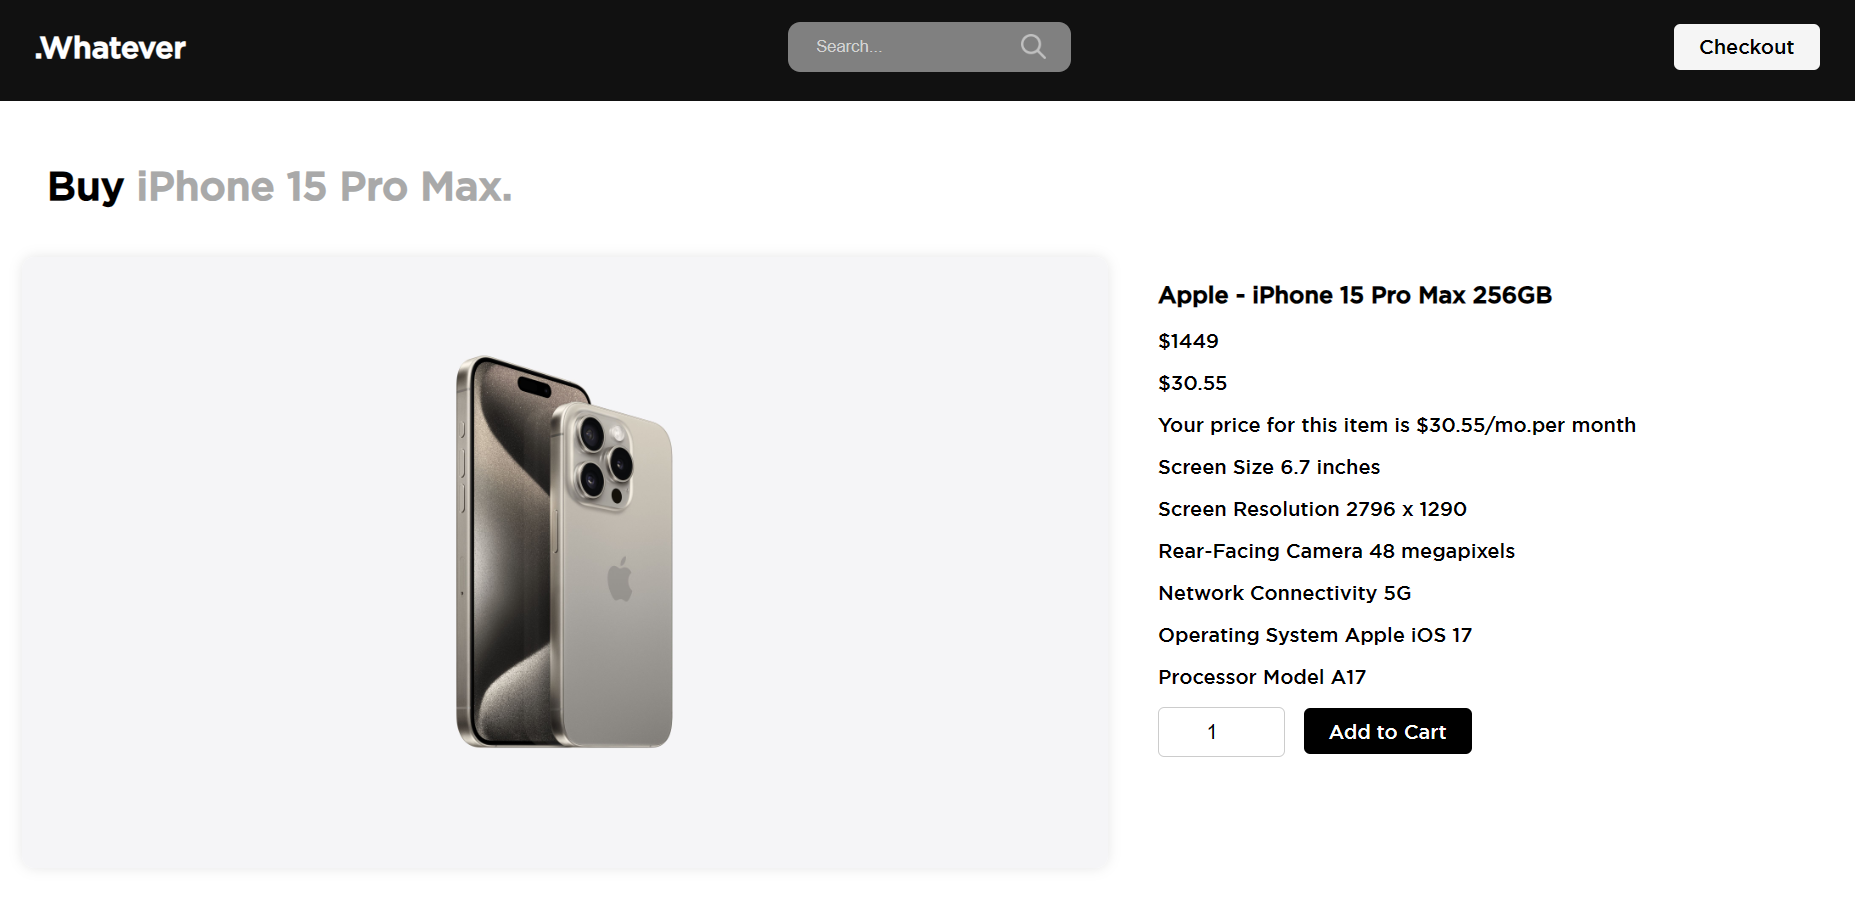 .Whatever
Search...
Checkout
Buy iPhone 15 Pro Max.
Apple - iPhone 15 Pro Max 256GB
$1449
$30.55
Your price for this item is $30.55/mo.per month
Screen Size 6.7 inches
Screen Resolution 2796 x 1290
Rear-Facing Camera 48 megapixels
Network Connectivity 5G
Operating System Apple iOS 17
Processor Model A17
1
Add to Cart